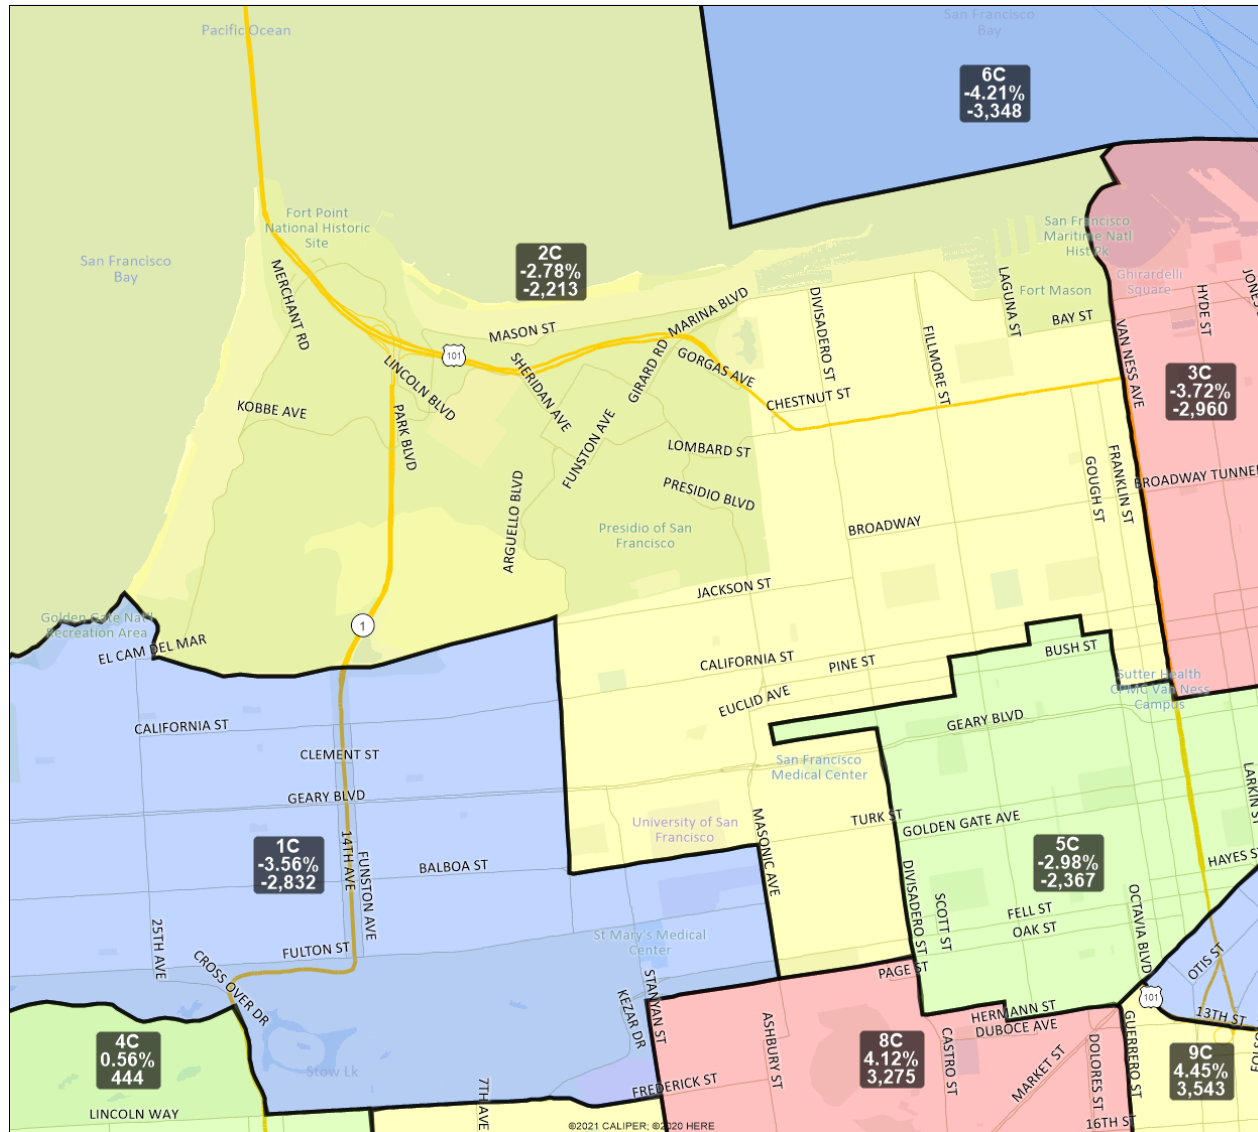 Pacific Ocean
San Francisco
Bay
6C
-4.21%
-3,348
Fort Point
National Historic
Site
San Francisco
Maritime Natl
Hist Pk
San Francisco
Bay
2C
-2.78%
-2,213
Ghirardelli
Square
Fort Mason
MERCHANT RD
MASON ST
MARINA BLVD
DIVISADERO ST
LAGUNA ST
BAY ST
HYDE ST
FILLMORE ST
VAN NESS AVE
101
LINCOLN BLVD
SHERIDAN AVE
GIRARD RD
GORGAS AVE
3C
-3.72%
-2,960
KOBBE AVE
PARK BLVD
CHESTNUT ST
FUNSTON AVE
LOMBARD ST
GOUGH ST
FRANKLIN ST
BROADWAY TUNNEL
PRESIDIO BLVD
ARGUELLO BLVD
Presidio of San
Francisco
BROADWAY
JACKSON ST
Golden Gate Nat'l
Recreation Area
1
EL CAM DEL MAR
CALIFORNIA ST
PINE ST
BUSH ST
Sutter Health
CPMC Van Ness
Campus
EUCLID AVE
CALIFORNIA ST
GEARY BLVD
CLEMENT ST
San Francisco
Medical Center
GEARY BLVD
LARKIN ST
University of San
Francisco
MASONIC AVE
TURK ST
GOLDEN GATE AVE
1C
-3.56%
-2,832
14TH AVE
FUNSTON AVE
BALBOA ST
5C
-2.98%
-2,367
HAYES ST
DIVISADERO ST
SCOTT ST
OCTAVIA BLVD
FELL ST
OAK ST
25TH AVE
FULTON ST
St Mary's Medical
Center
CROSS OVER DR
PAGE ST
OTIS ST
STANYAN ST
KEZAR DR
101
HERMANN ST
DUBOCE AVE
13TH ST
4C
0.56%
444
ASHBURY ST
8C
4.12%
3,275
CASTRO ST
DOLORES ST
GUERRERO ST
MARKET ST
9C
4.45%
3,543
Stow Lk
7TH AVE
FREDERICK ST
LINCOLN WAY
16TH ST
©2021 CALIPER; ©2020 HERE